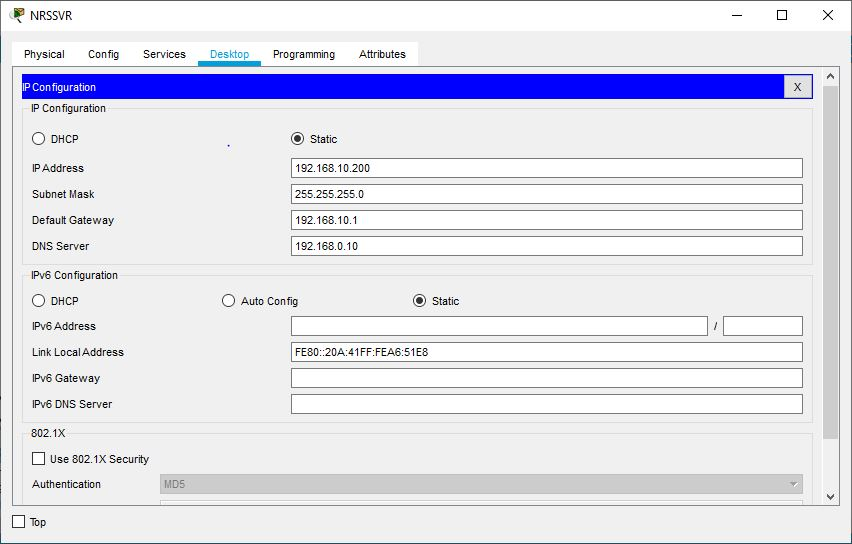 NRSSVR
Physical Config Services Desktop Programming Attributes
IP Configuration X
IP Configuration
DHCP Static
IP Address 192.168.10.200
Subnet Mask 255.255.255.0
Default Gateway 192.168.10.1
DNS Server 192.168.0.10
IPv6 Configuration
DHCP Auto Config Static
IPv6 Address /
Link Local Address FE80::20A:41FF:FEA6:51E8
IPv6 Gateway
IPv6 DNS Server
802.1X
Use 802.1X Security
Authentication MD5
Top